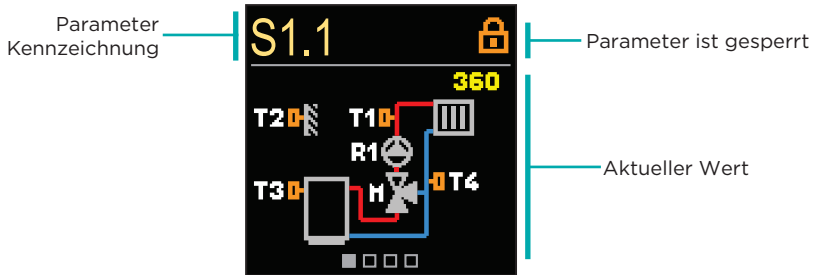 Parameter
Kennzeichnung
S1.1
Parameter ist gesperrt
360
T2
T1
R1
T3
M
T4
Aktueller Wert